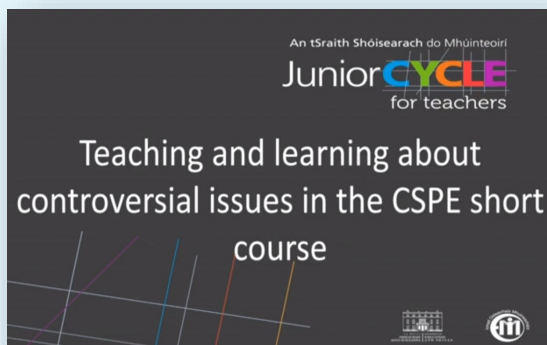 An tSraith Shóisearach do Mhúinteoirí
JuniorCYCLE
for teachers
Teaching and learning about
controversial issues in the CSPE short
course